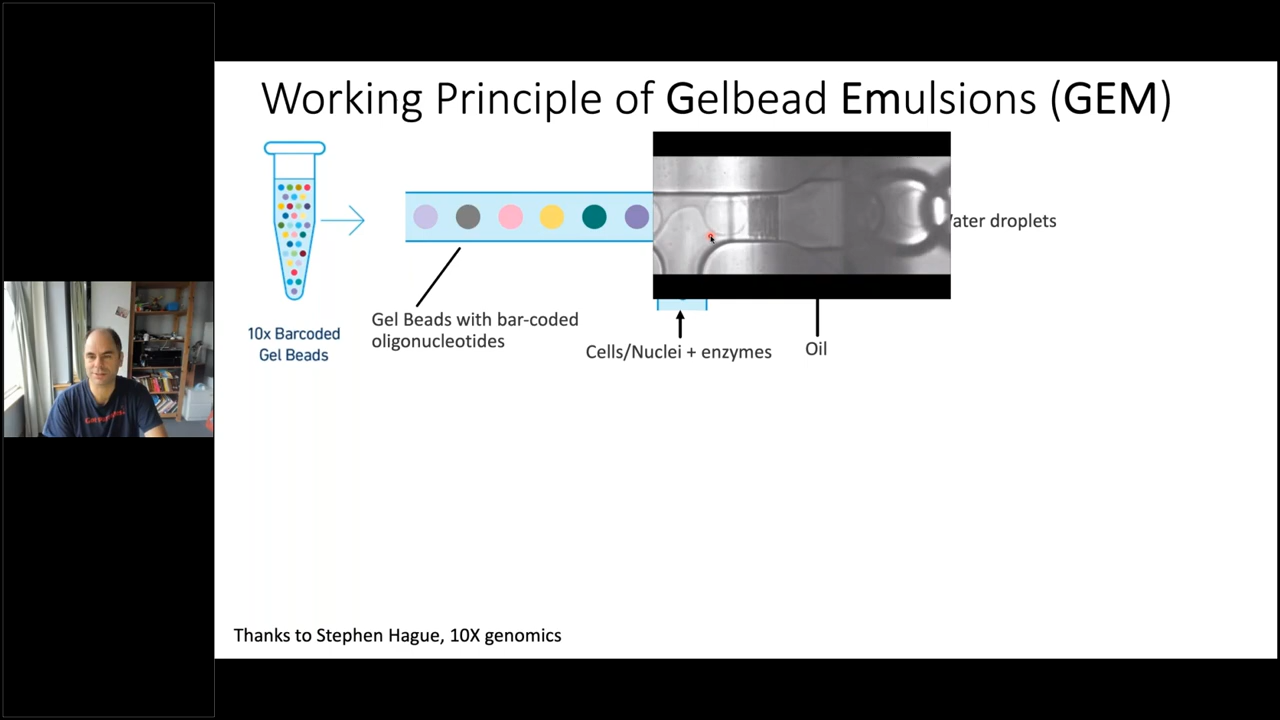 Working Principle of Gelbead Emulsions (GEM)
ater droplets
Gel Beads with bar-coded
oligonucleotides
10x Barcoded
Gel Beads
Cells/Nuclei + enzymes
Oil
Thanks to Stephen Hague, 10X genomics